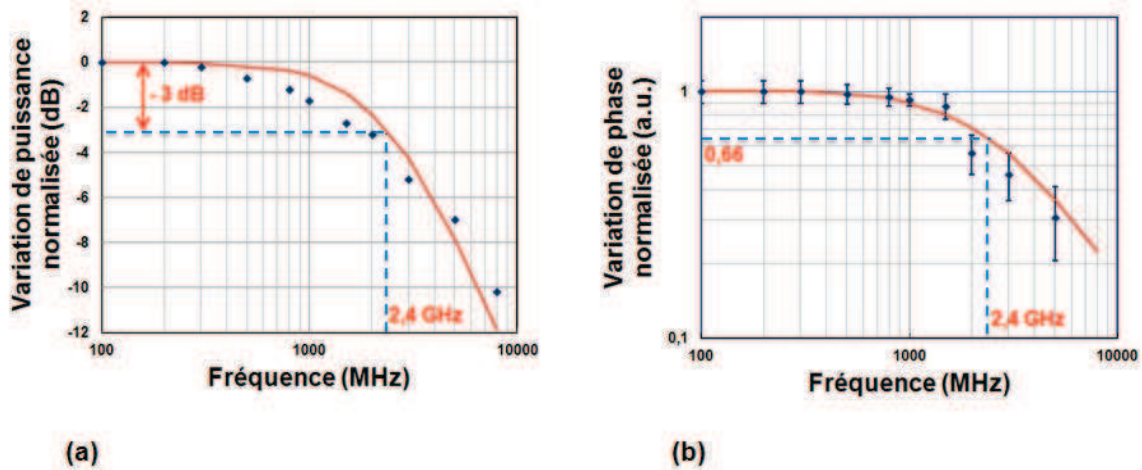 Variation de puissance
normalisée (dB)
2
0
-2
-4
-6
-8
-10
-12
- 3 dB
2,4 GHz
100
1000
10000
Fréquence (MHz)
(a)
Variation de phase
normalisée (a.u.)
1
0,1
0,66
2,4 GHz
100
1000
10000
Fréquence (MHz)
(b)